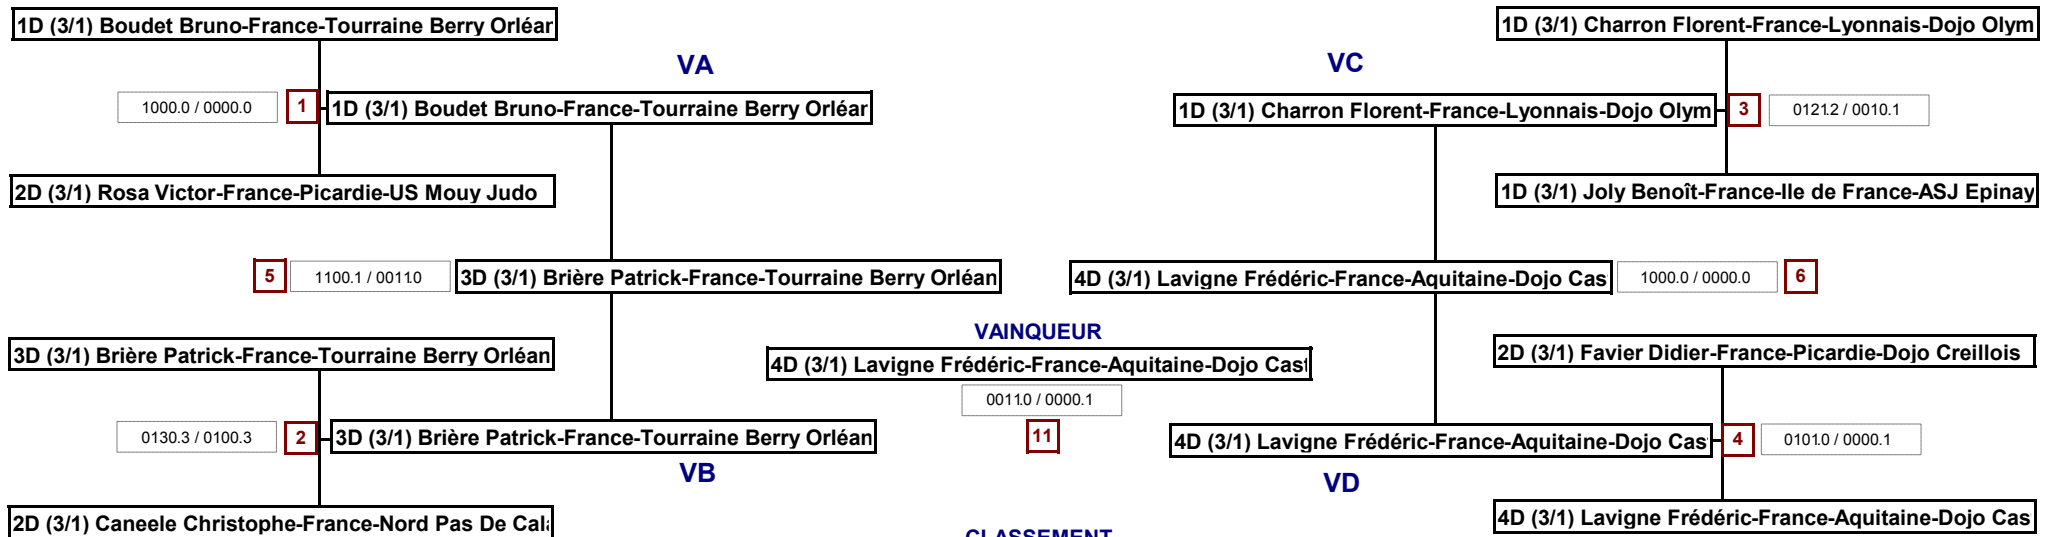 1D (3/1) Boudet Bruno-France-Tourraine Berry Orléan
1D (3/1) Charron Florent-France-Lyonnais-Dojo Olym
VA
VC
1000.0 / 0000.0
1
1D (3/1) Boudet Bruno-France-Tourraine Berry Orléan
1D (3/1) Charron Florent-France-Lyonnais-Dojo Olym
3
0121.2 / 0010.1
2D (3/1) Rosa Victor-France-Picardie-US Mouy Judo
1D (3/1) Joly Benoît-France-Ile de France-ASJ Epinay
5
1100.1 / 0011.0
3D (3/1) Brière Patrick-France-Tourraine Berry Orléan
4D (3/1) Lavigne Frédéric-France-Aquitaine-Dojo Cas
1000.0 / 0000.0
6
VAINQUEUR
3D (3/1) Brière Patrick-France-Tourraine Berry Orléan
4D (3/1) Lavigne Frédéric-France-Aquitaine-Dojo Cast
2D (3/1) Favier Didier-France-Picardie-Dojo Creillois
0011.0 / 0000.1
0130.3 / 0100.3
2
3D (3/1) Brière Patrick-France-Tourraine Berry Orléan
11
4D (3/1) Lavigne Frédéric-France-Aquitaine-Dojo Cas
4
0101.0 / 0000.1
VB
VD
2D (3/1) Caneele Christophe-France-Nord Pas De Cala
4D (3/1) Lavigne Frédéric-France-Aquitaine-Dojo Cas
CLASSEMENT